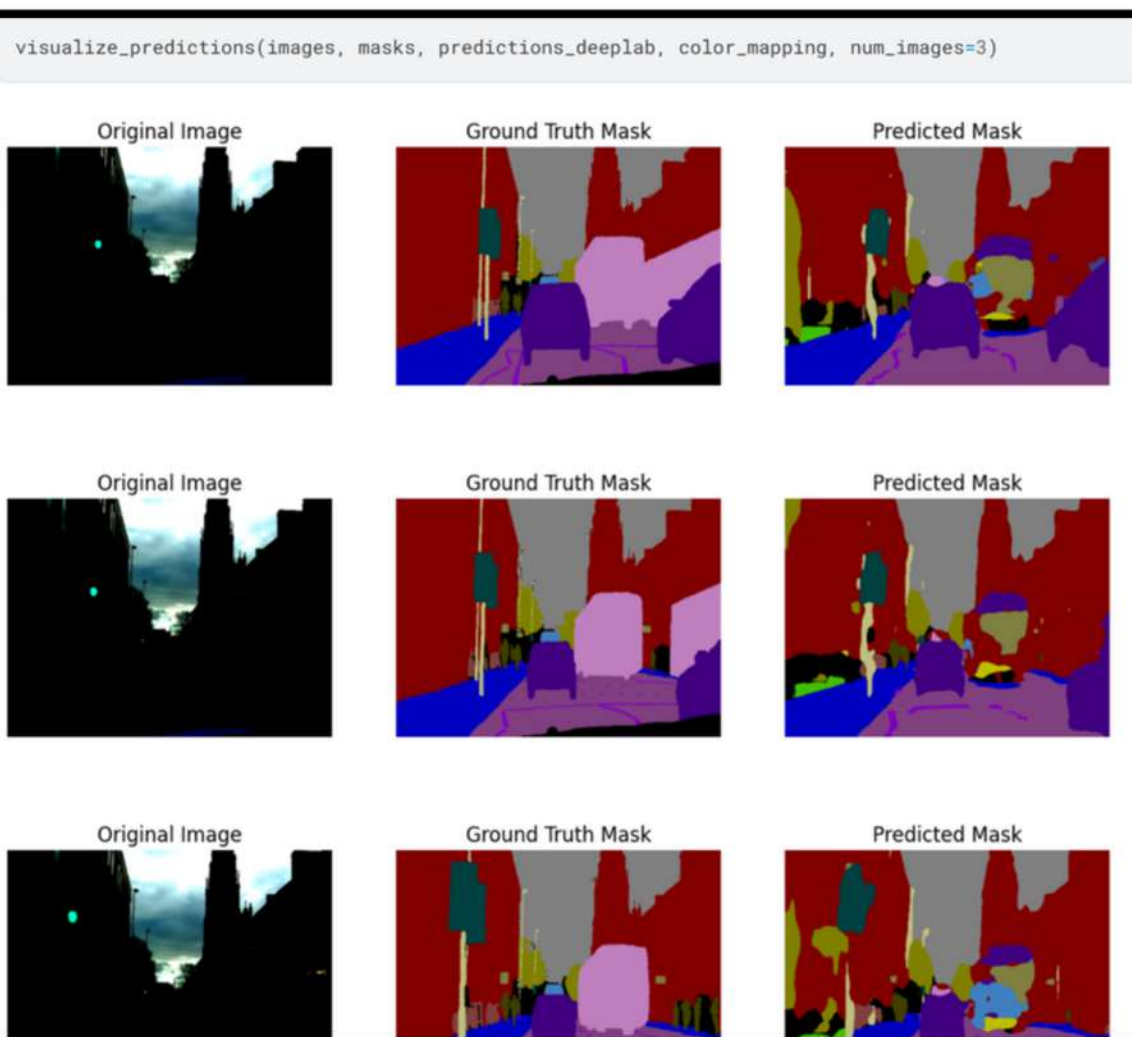 visualize_predictions(images, masks, predictions_deeplab, color_mapping, num_images=3)
Original Image Ground Truth Mask Predicted Mask
Original Image Ground Truth Mask Predicted Mask
Original Image Ground Truth Mask Predicted Mask